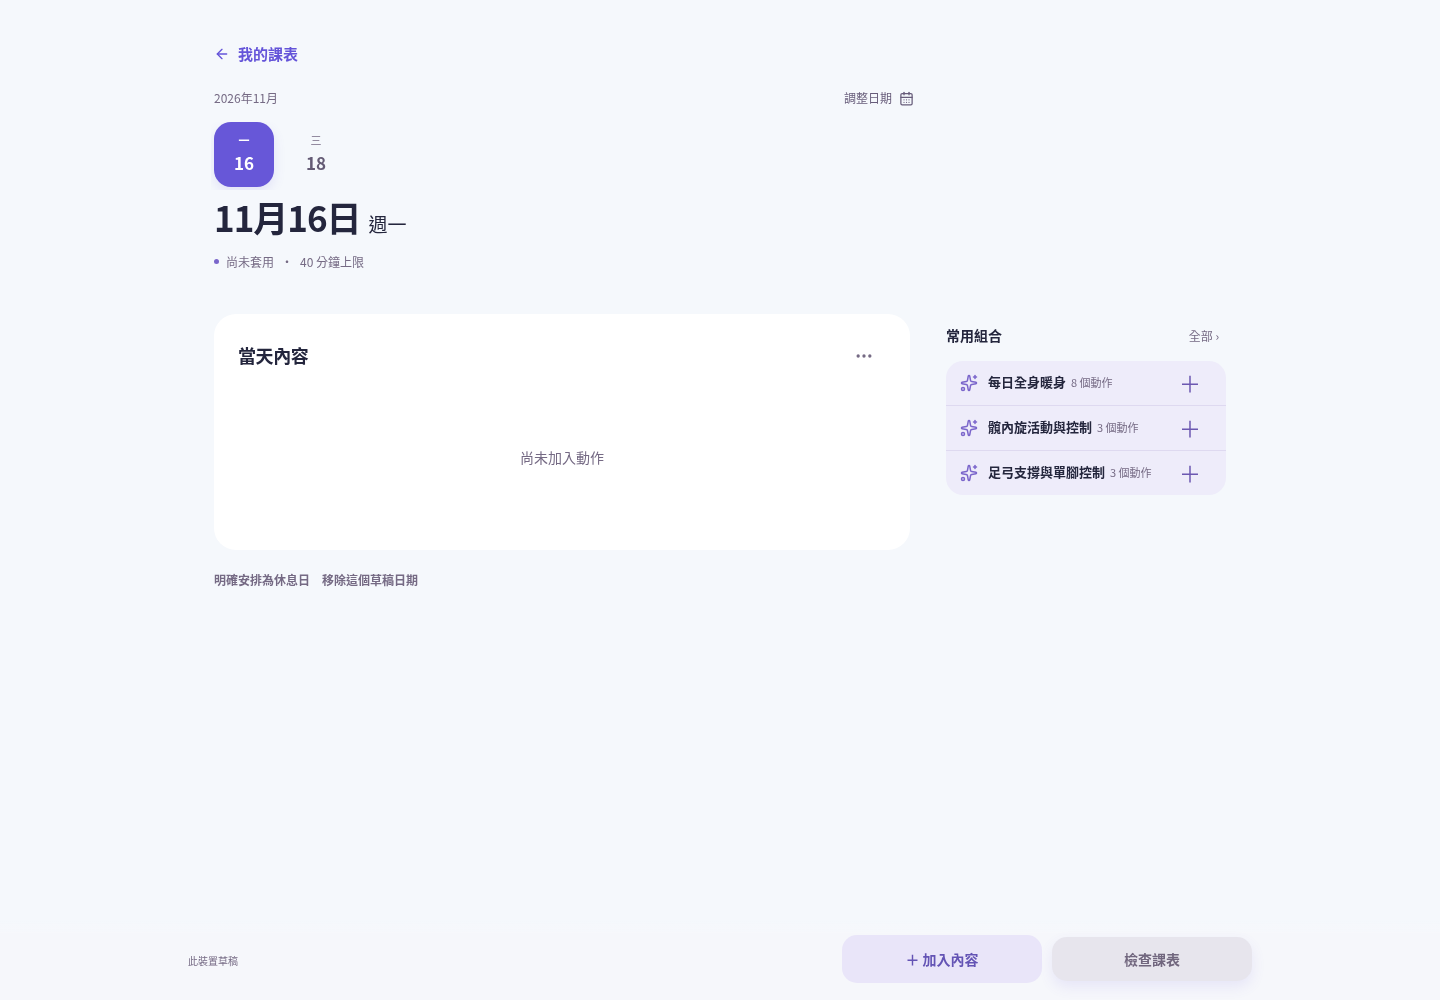 我的課表
2026年11月
調整日期
一
16
三
18
11月16日 週一
尚未套用 ・ 40 分鐘上限
當天內容
尚未加入動作
明確安排為休息日 移除這個草稿日期
常用組合
全部 ›
每日全身暖身 8 個動作
髖內旋活動與控制 3 個動作
足弓支撐與單腳控制 3 個動作
此裝置草稿
＋ 加入內容
檢查課表